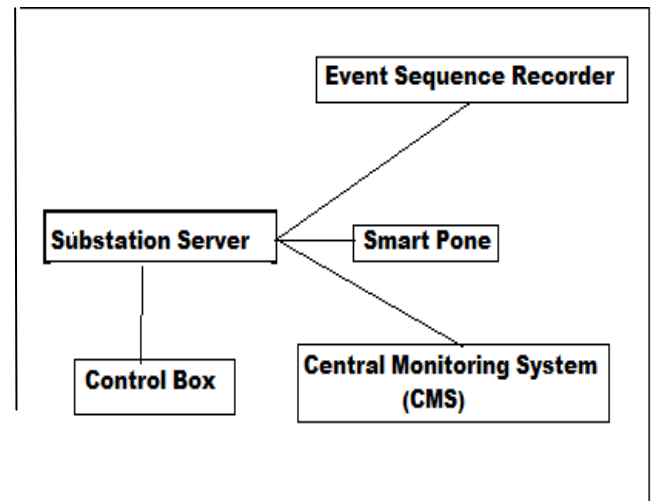 Event Sequence Recorder
Substation Server
Smart Pone
Control Box
Central Monitoring System
(CMS)